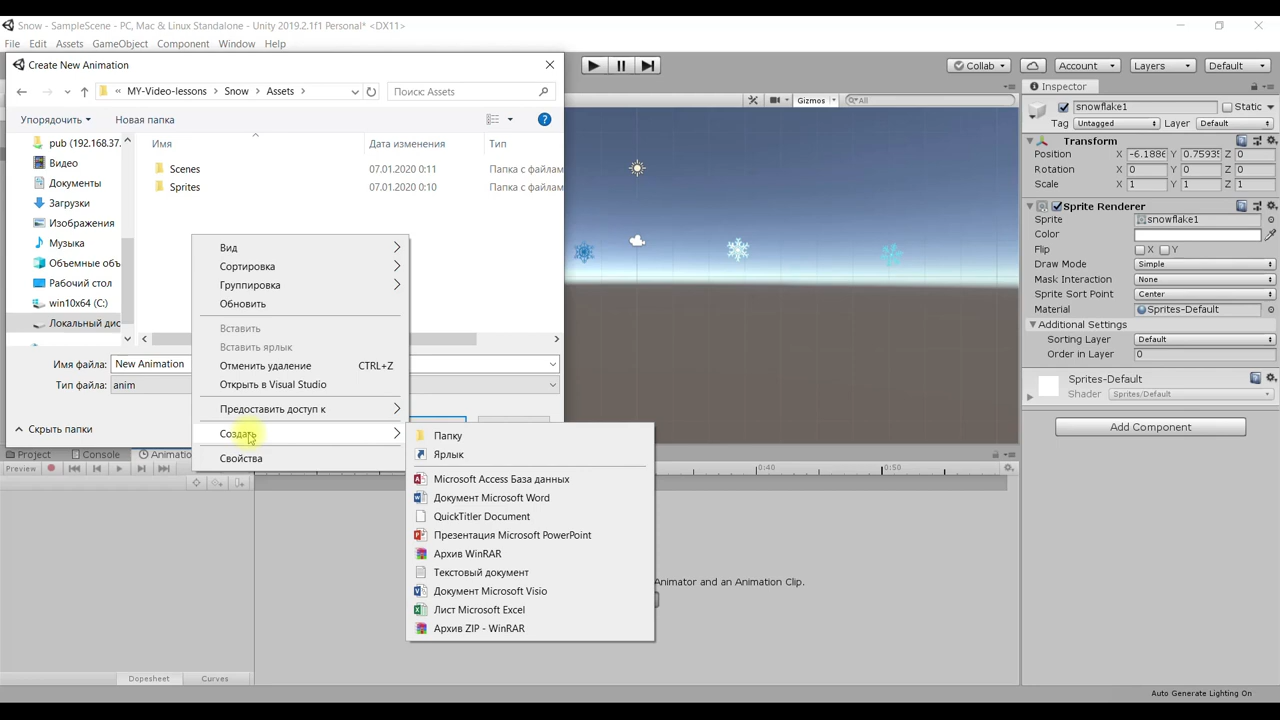 Snow - SampleScene - PC, Mac & Linux Standalone - Unity 2019.2.1f1 Personal* <DX11>
File Edit Assets GameObject Component Window Help
Create New Animation
Collab Account Layers Default
« MY-Video-lessons > Snow > Assets >
Поиск: Assets
Упорядочить Новая папка
Gizmos All
Inspector
snowflake1 Static
Tag Untagged Layer Default
pub (192.168.37.
Видео
Документы
Загрузки
Изображения
Музыка
Объемные объ
Рабочий стол
win10x64 (C:)
Локальный дис
Имя Дата изменения Тип
Scenes 07.01.2020 0:11 Папка с файлам
Sprites 07.01.2020 0:10 Папка с файлам
Transform
Position X -6.1886 Y 0.75935 Z 0
Rotation X 0 Y 0 Z 0
Scale X 1 Y 1 Z 1
Sprite Renderer
Sprite snowflake1
Color
Flip X Y
Draw Mode Simple
Mask Interaction None
Sprite Sort Point Center
Material Sprites-Default
Additional Settings
Sorting Layer Default
Order in Layer 0
Sprites-Default
Shader Sprites/Default
Add Component
Вид
Сортировка
Группировка
Обновить
Вставить
Вставить ярлык
Отменить удаление CTRL+Z
Открыть в Visual Studio
Предоставить доступ к
Создать
Свойства
Имя файла: New Animation
Тип файла: anim
Скрыть папки
Папку
Ярлык
Microsoft Access База данных
Документ Microsoft Word
QuickTitler Document
Презентация Microsoft PowerPoint
Архив WinRAR
Текстовый документ
Документ Microsoft Visio
Лист Microsoft Excel
Архив ZIP - WinRAR
Project Console Animation
Preview
0:40 0:50
Animator and an Animation Clip.
Dopesheet Curves
Auto Generate Lighting On